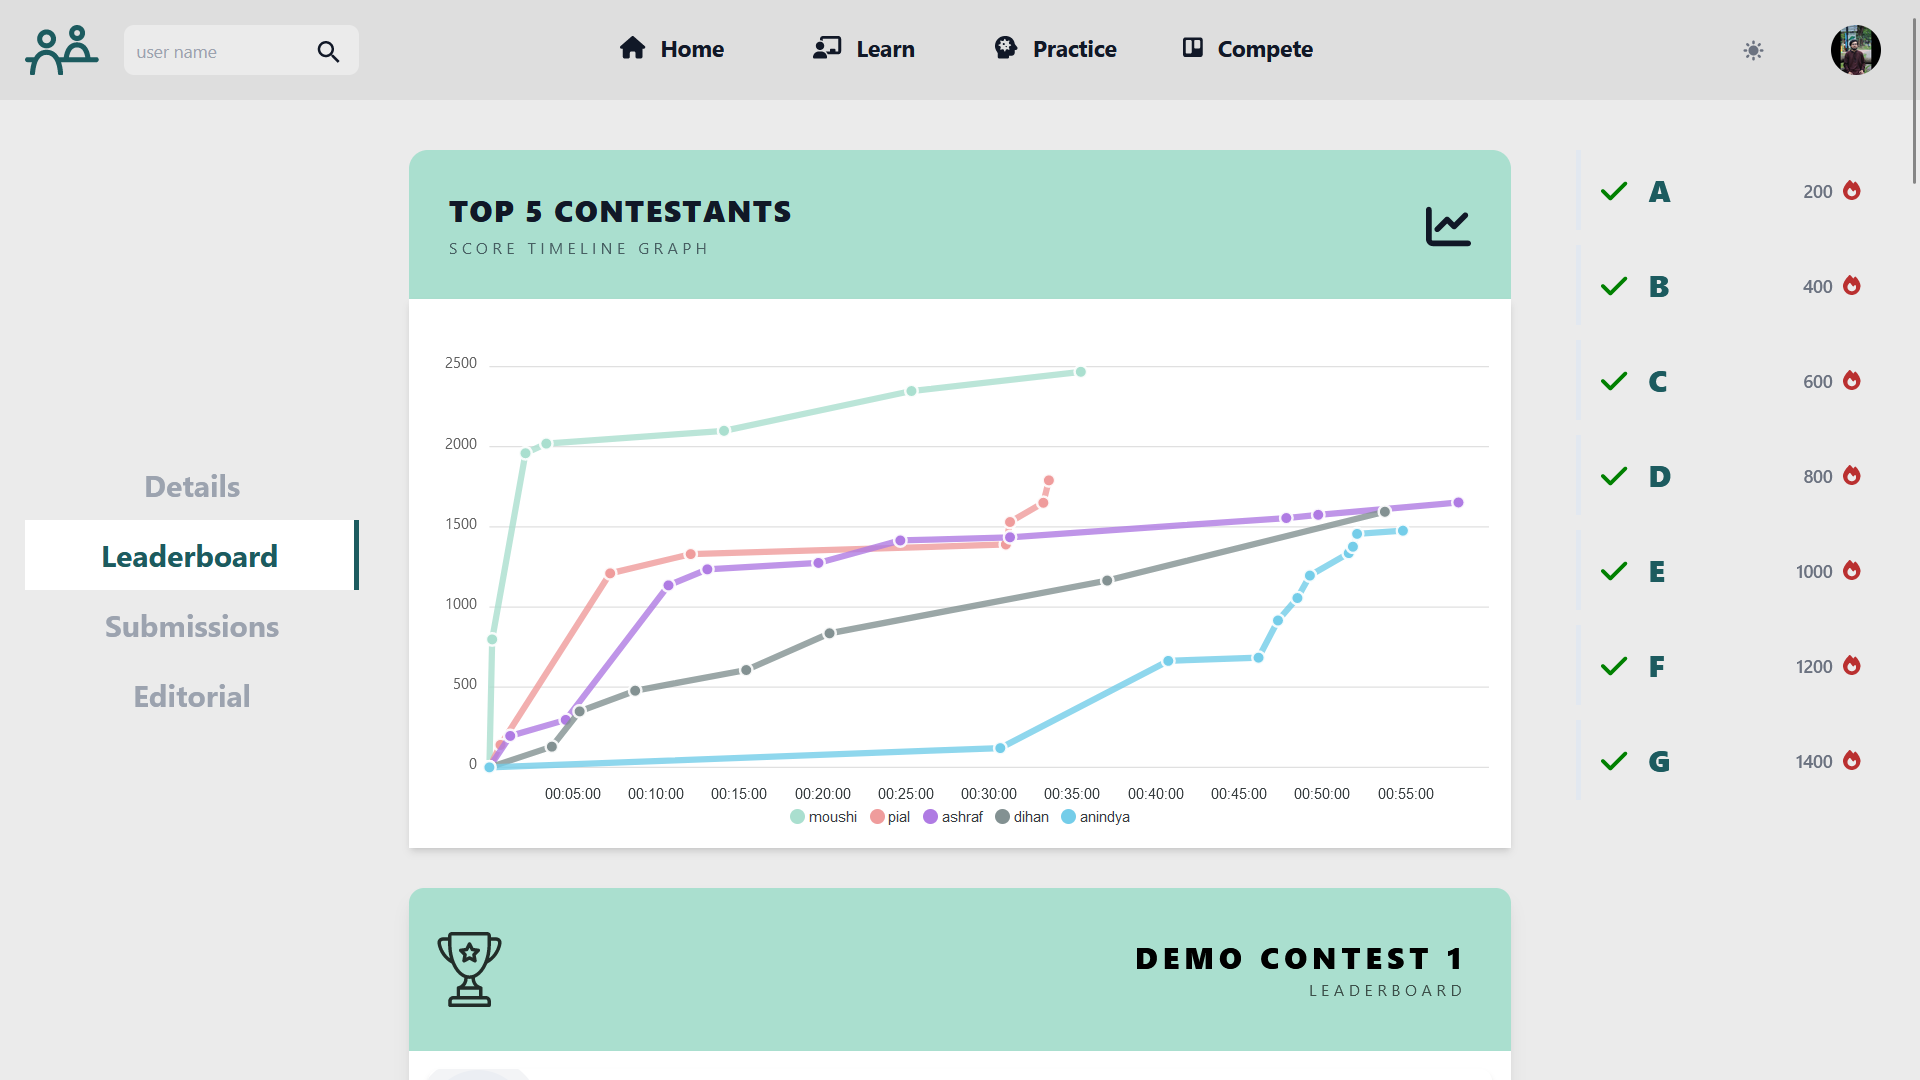 user name
Home
Learn
Practice
Compete
Details
Leaderboard
Submissions
Editorial
TOP 5 CONTESTANTS
SCORE TIMELINE GRAPH
2500
2000
1500
1000
500
0
00:05:00 00:10:00 00:15:00 00:20:00 00:25:00 00:30:00 00:35:00 00:40:00 00:45:00 00:50:00 00:55:00
moushi pial ashraf dihan anindya
DEMO CONTEST 1
LEADERBOARD
A 200
B 400
C 600
D 800
E 1000
F 1200
G 1400